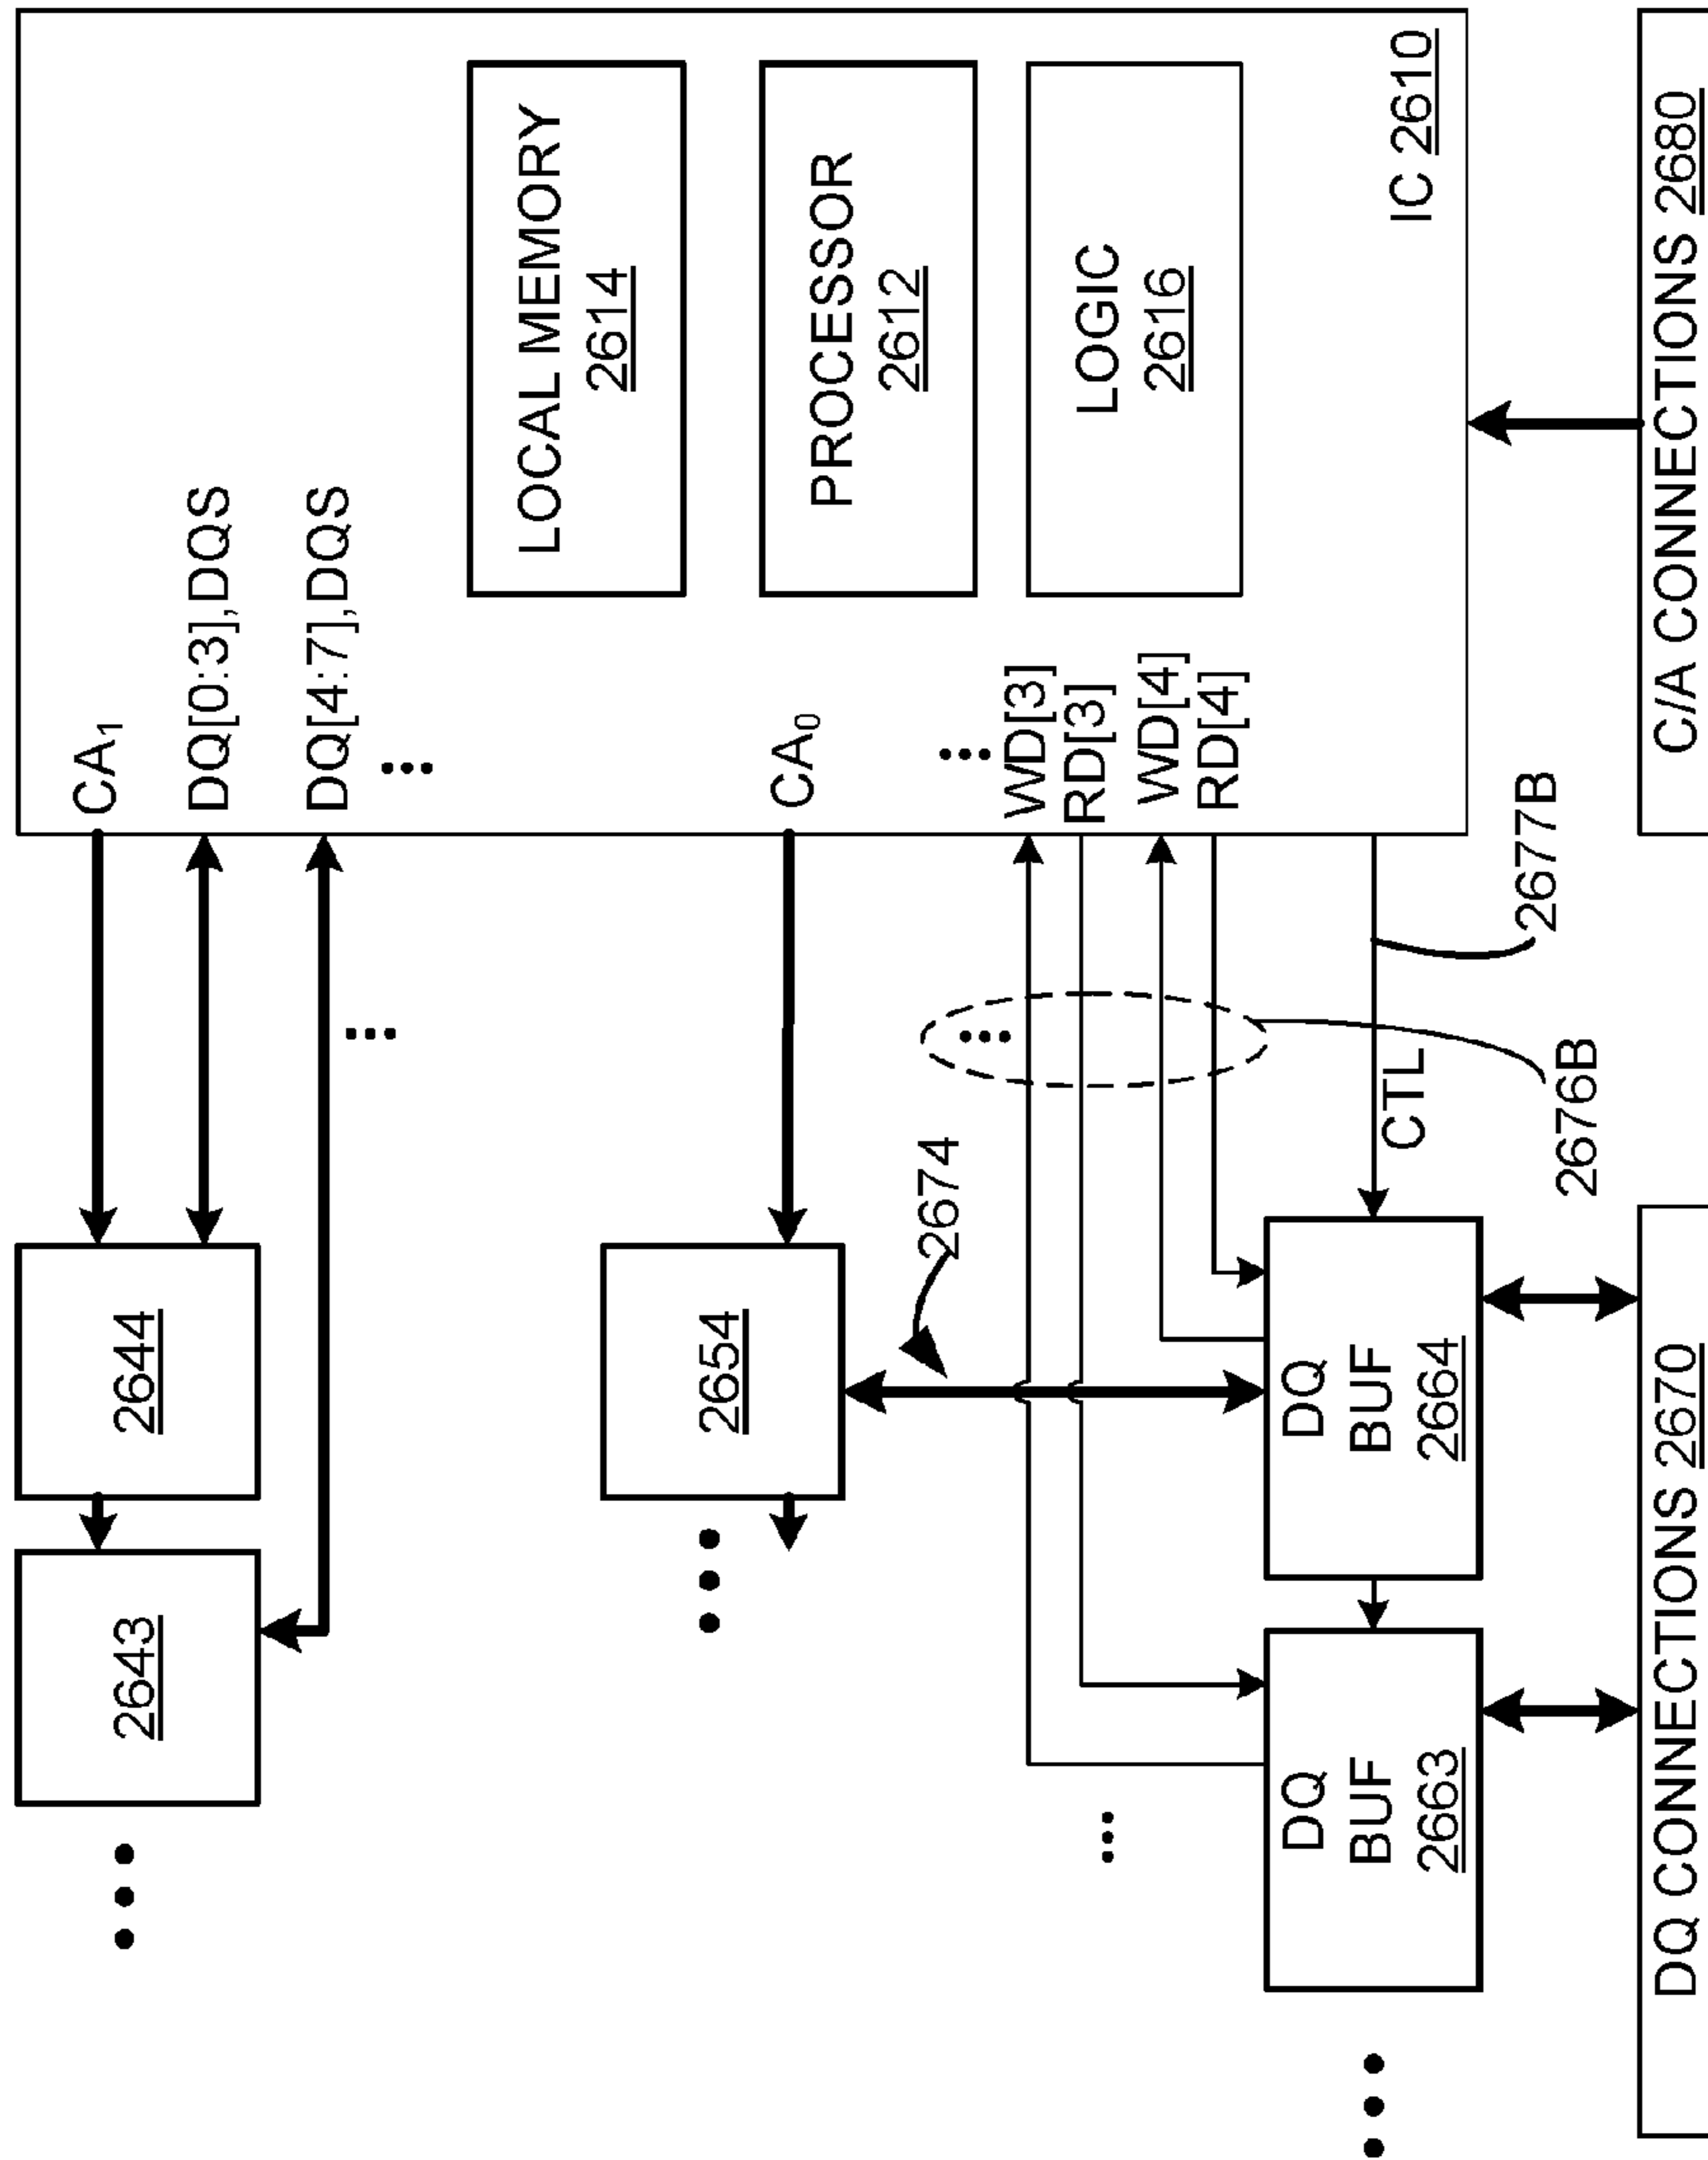 CA1
DQ[0:3],DQS
DQ[4:7],DQS
...
LOCAL MEMORY
2614
PROCESSOR
2612
LOGIC
2616
IC 2610
CA0
...
WD[3]
RD[3]
WD[4]
RD[4]
2644
2643
...
...
2654
...
2674
...
CTL
2677B
2676B
DQ
BUF
2664
DQ
BUF
2663
...
...
DQ CONNECTIONS 2670
C/A CONNECTIONS 2680